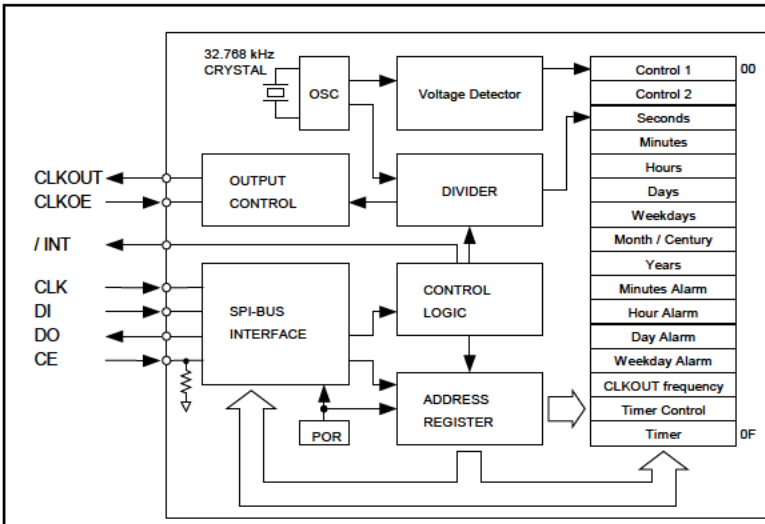 32.768 kHz
CRYSTAL
OSC
Voltage Detector
CLKOUT
CLKOE
OUTPUT
CONTROL
DIVIDER
/ INT
CLK
DI
DO
CE
SPI-BUS
INTERFACE
CONTROL
LOGIC
ADDRESS
REGISTER
POR
Control 1
00
Control 2
Seconds
Minutes
Hours
Days
Weekdays
Month / Century
Years
Minutes Alarm
Hour Alarm
Day Alarm
Weekday Alarm
CLKOUT frequency
Timer Control
Timer
0F